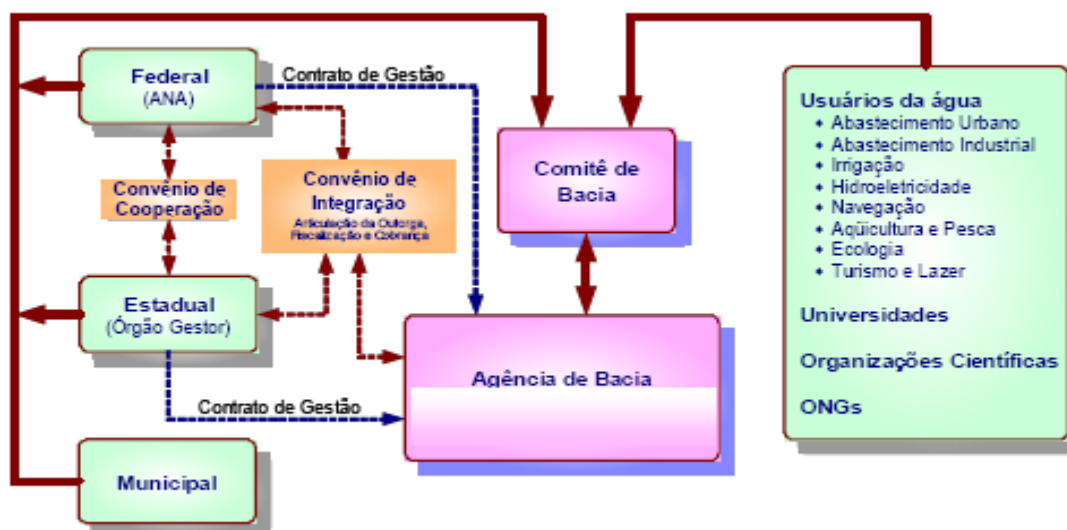 Federal
(ANA)
Contrato de Gestão
Convênio de
Cooperação
Convênio de
Integração
Articulação da Outorga,
Fiscalização e Cobrança
Estadual
(Órgão Gestor)
Contrato de Gestão
Municipal
Comitê de
Bacia
Agência de Bacia
Usuários da água
• Abastecimento Urbano
• Abastecimento Industrial
• Irrigação
• Hidroeletricidade
• Navegação
• Aqüicultura e Pesca
• Ecologia
• Turismo e Lazer
Universidades
Organizações Científicas
ONGs